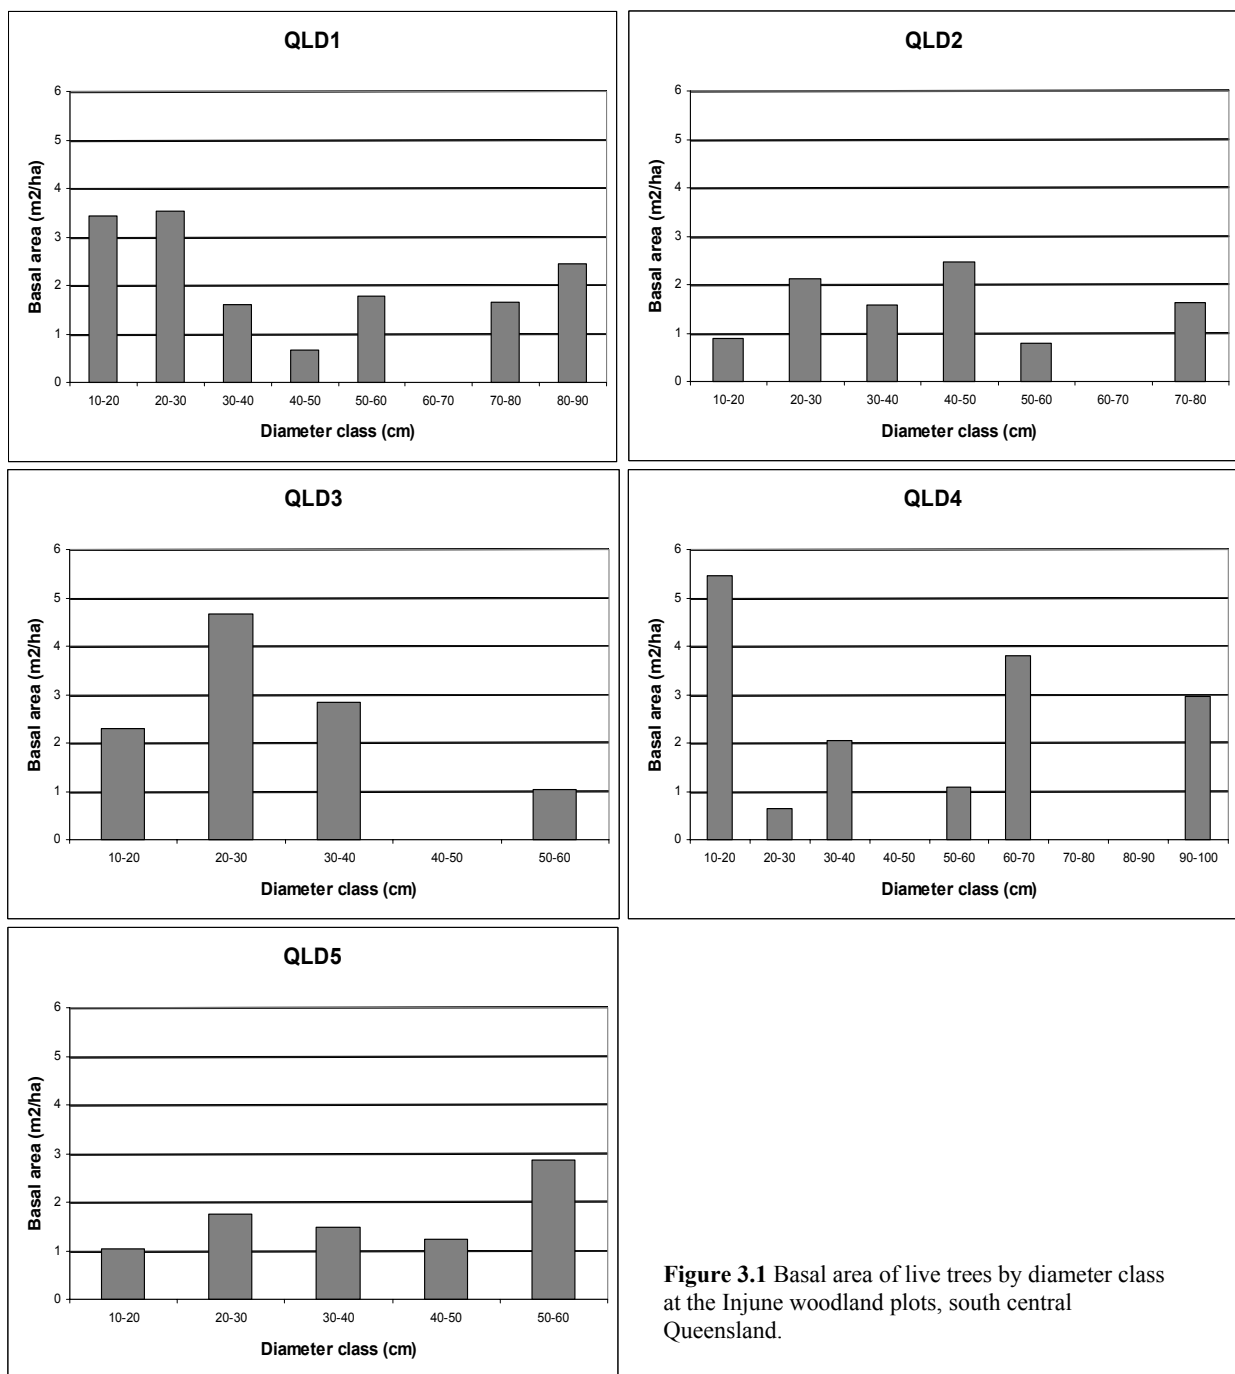 QLD1
6
5
4
3
2
1
0
Basal area (m2/ha)
10-20 20-30 30-40 40-50 50-60 60-70 70-80 80-90
Diameter class (cm)
QLD2
6
5
4
3
2
1
0
Basal area (m2/ha)
10-20 20-30 30-40 40-50 50-60 60-70 70-80
Diameter class (cm)
QLD3
6
5
4
3
2
1
0
Basal area (m2/ha)
10-20 20-30 30-40 40-50 50-60
Diameter class (cm)
QLD4
6
5
4
3
2
1
0
Basal area (m2/ha)
10-20 20-30 30-40 40-50 50-60 60-70 70-80 80-90 90-100
Diameter class (cm)
QLD5
6
5
4
3
2
1
0
Basal area (m2/ha)
10-20 20-30 30-40 40-50 50-60
Diameter class (cm)
Figure 3.1 Basal area of live trees by diameter class
at the Injune woodland plots, south central
Queensland.